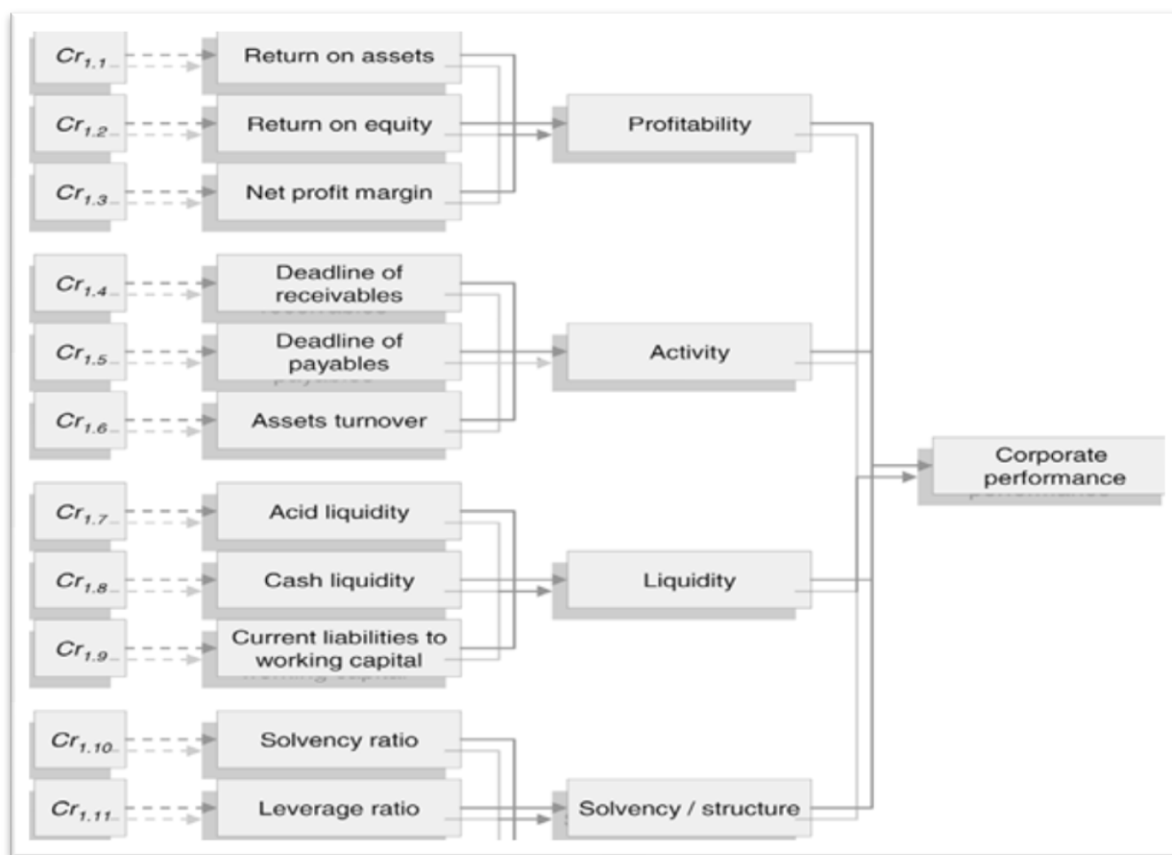 Cr1.1
Return on assets
Cr1.2
Return on equity
Profitability
Cr1.3
Net profit margin
Cr1.4
Deadline of
receivables
Cr1.5
Deadline of
payables
Activity
Cr1.6
Assets turnover
Corporate
performance
Cr1.7
Acid liquidity
Cr1.8
Cash liquidity
Liquidity
Cr1.9
Current liabilities to
working capital
Cr1.10
Solvency ratio
Cr1.11
Leverage ratio
Solvency / structure